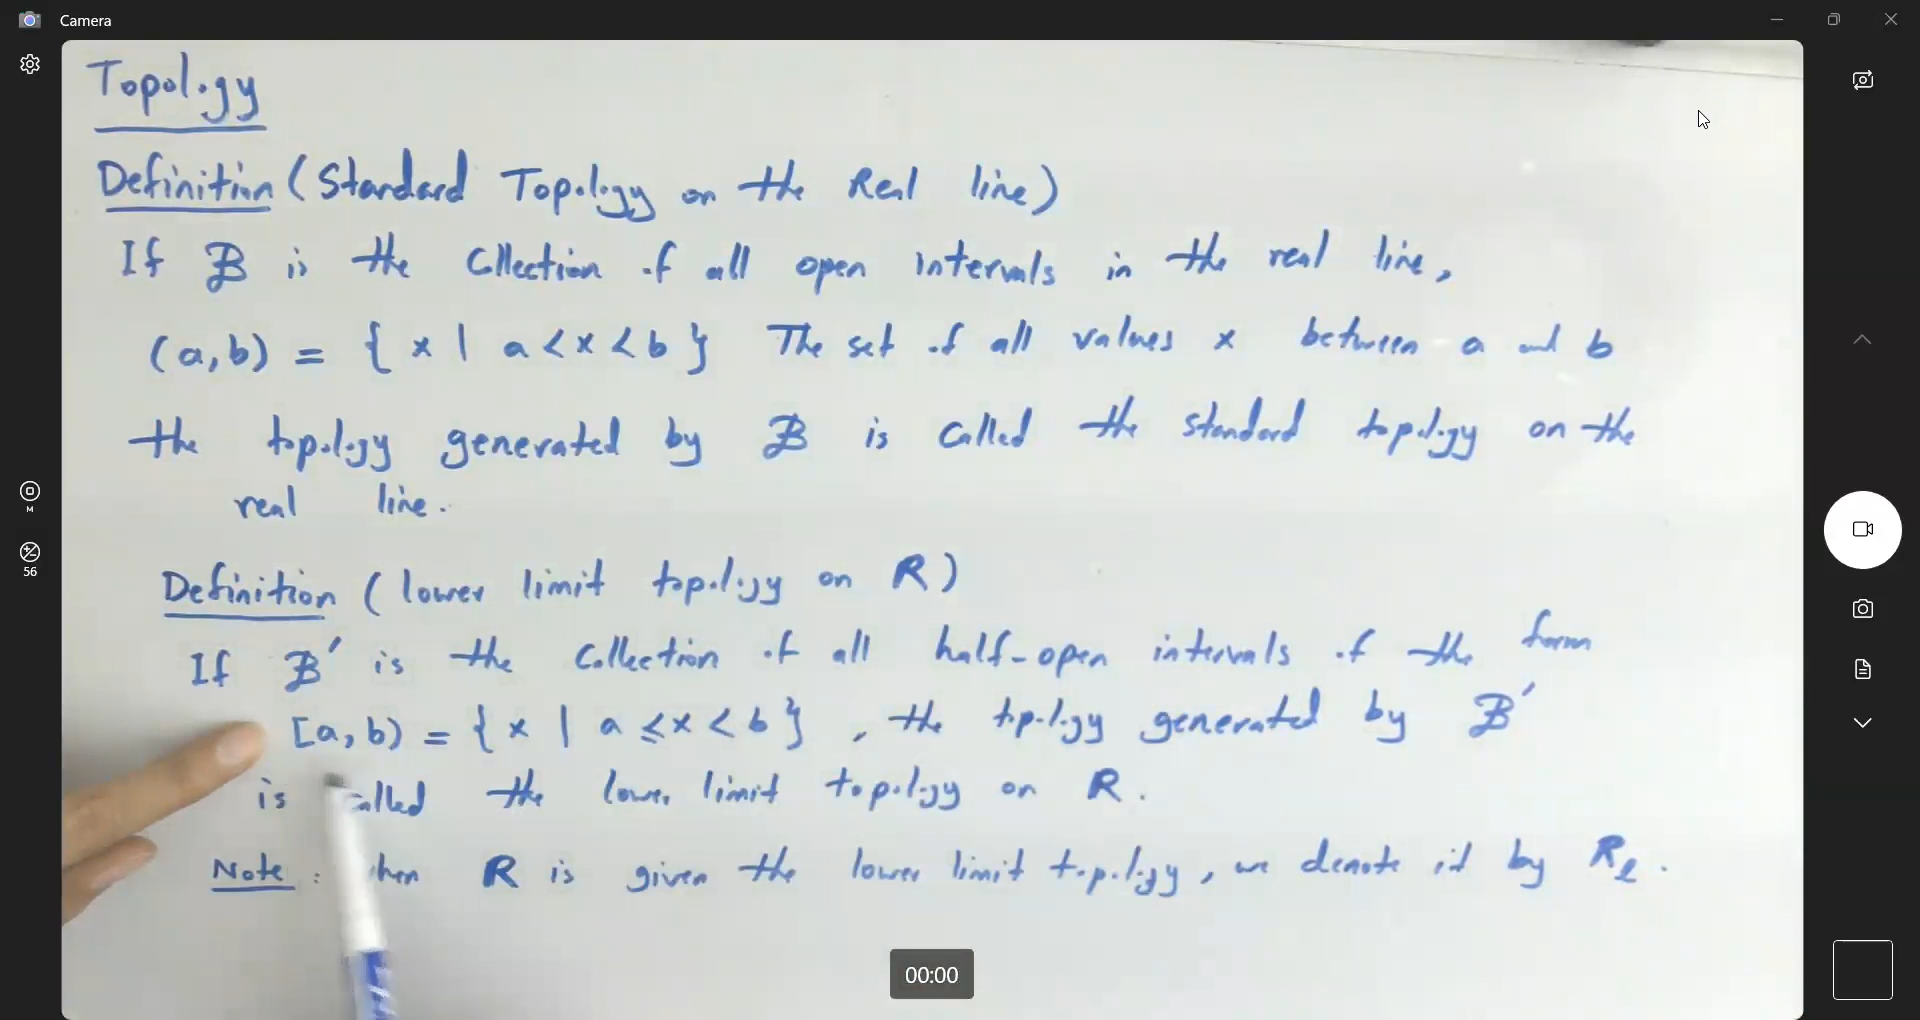 Camera
Topology
Definition (Standard Topology on the Real line)
If B is the Collection of all open intervals in the real line,
(a,b) = { x | a < x < b } The set of all values x between a and b
the topology generated by B is called the standard topology on the
real line.
Definition (lower limit topology on R)
If B' is the Collection of all half-open intervals of the form
[a, b) = { x | a ≤ x < b } , the topology generated by B'
is called the lower limit topology on R.
Note : when R is given the lower limit topology, we denote it by Rℓ.
M
56
00:00